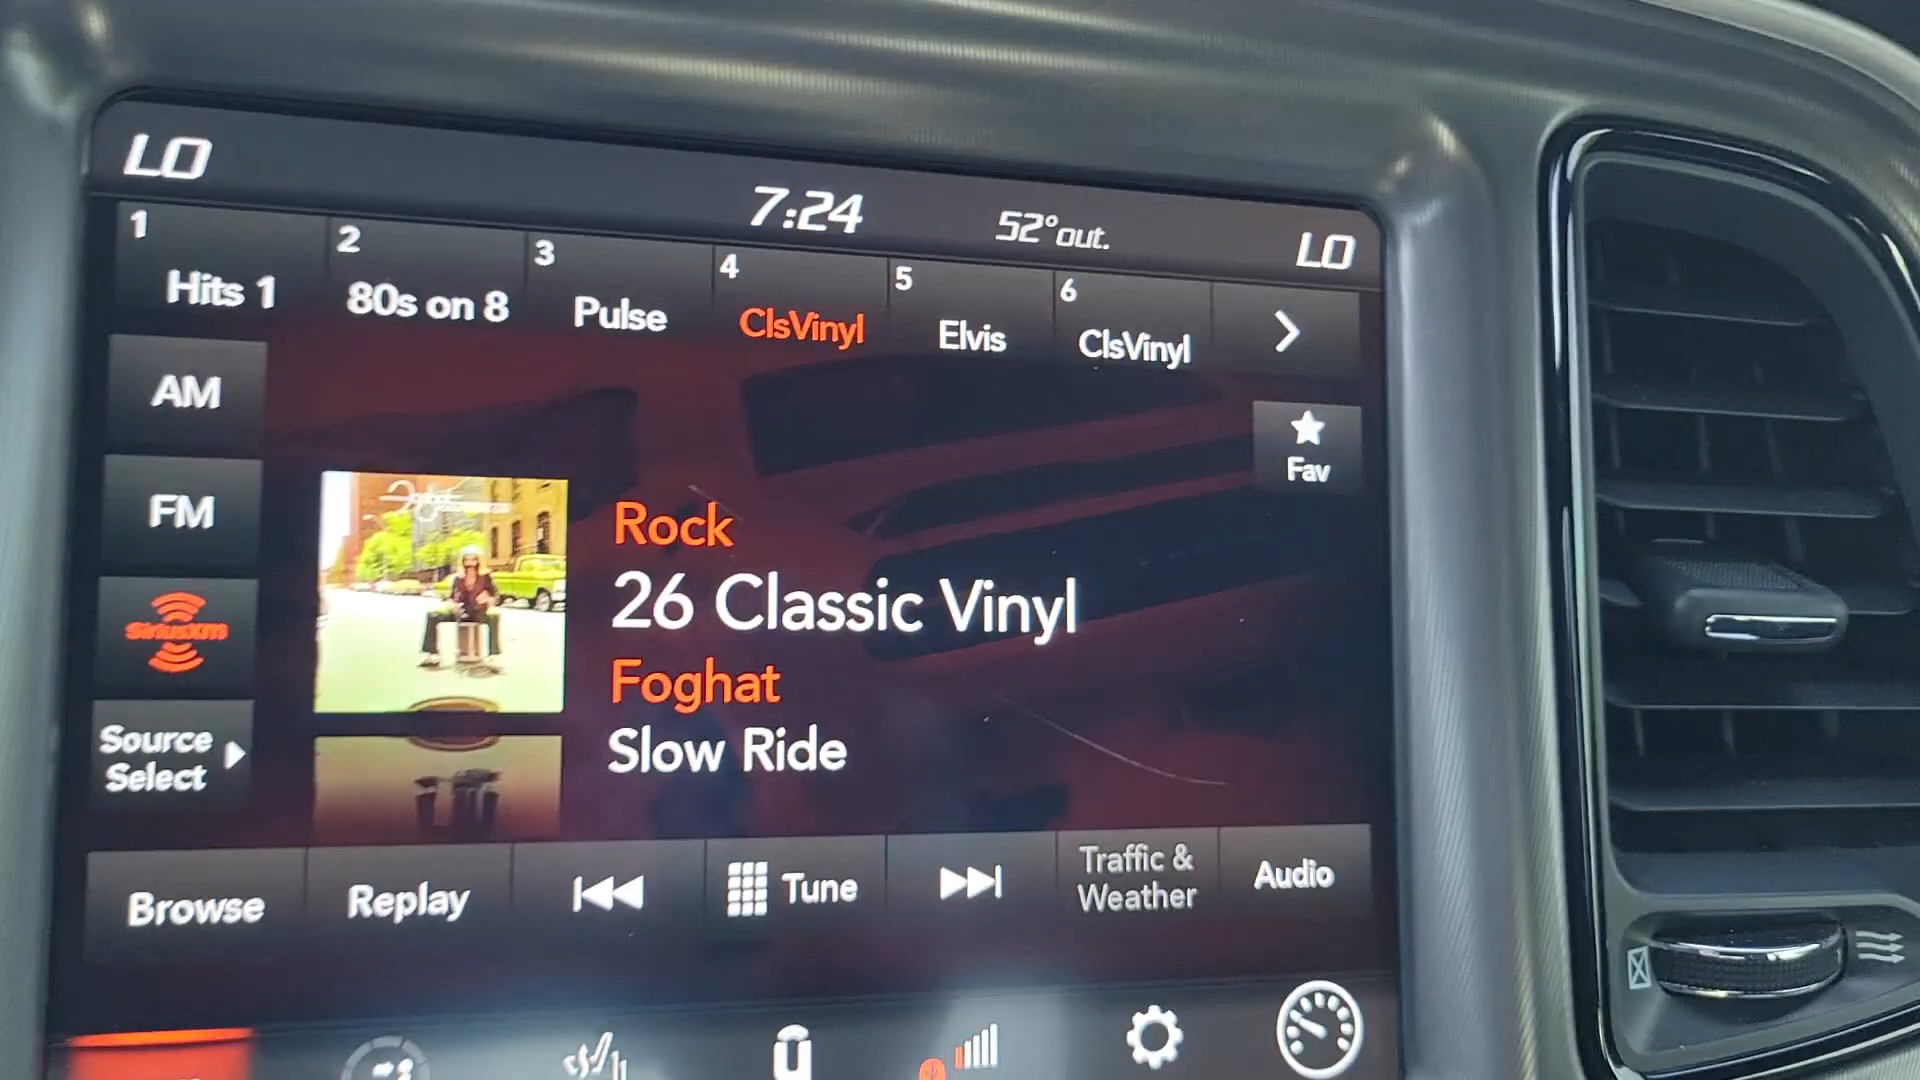 LO
7:24
52°out.
LO
1
Hits 1
2
80s on 8
3
Pulse
4
ClsVinyl
5
Elvis
6
ClsVinyl
AM
FM
SiriusXM
Source
Select
Fav
Rock
26 Classic Vinyl
Foghat
Slow Ride
Browse
Replay
Tune
Traffic &
Weather
Audio